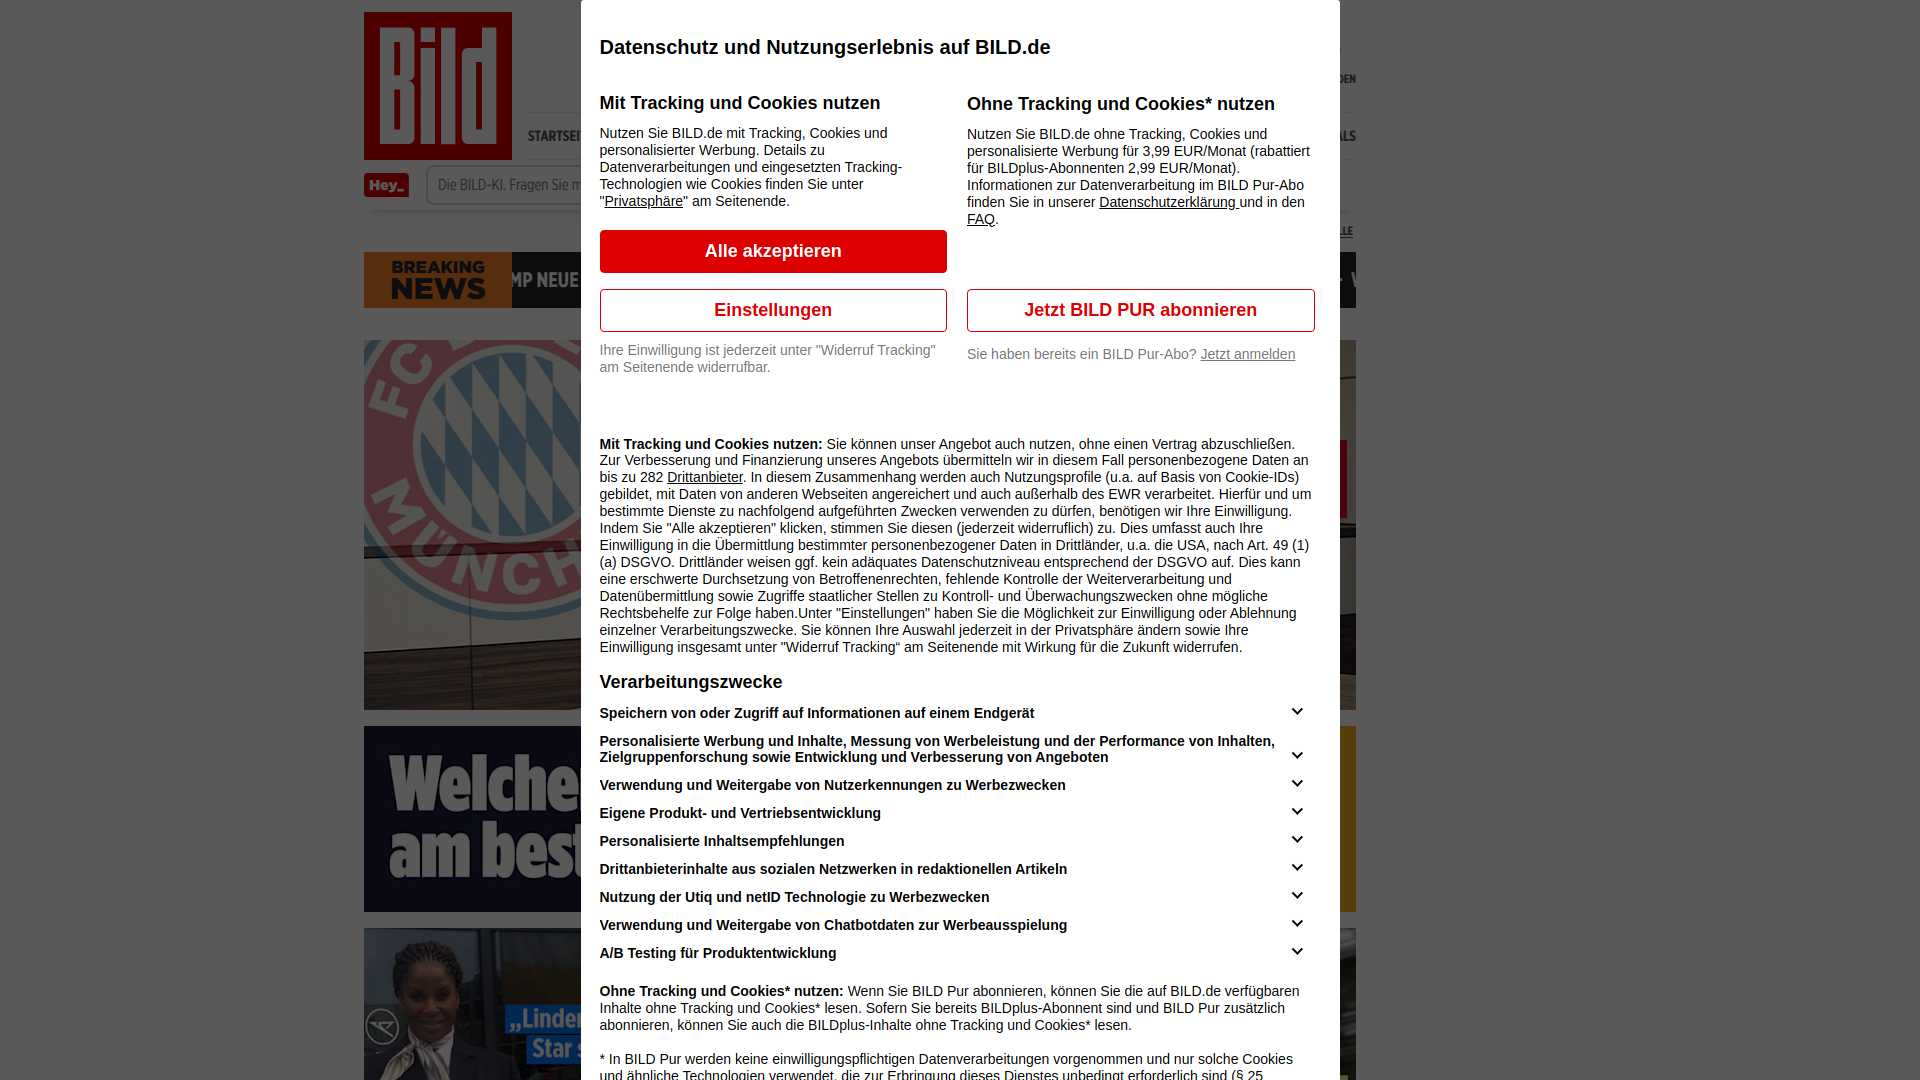 Bild
STARTSEI
Hey_
Die BILD-KI. Fragen Sie m
BREAKING
NEWS
MP NEUE
FC B
MÜNCH
Welche
am best
„Linden
Star s
Datenschutz und Nutzungserlebnis auf BILD.de
Mit Tracking und Cookies nutzen
Nutzen Sie BILD.de mit Tracking, Cookies und
personalisierter Werbung. Details zu
Datenverarbeitungen und eingesetzten Tracking-
Technologien wie Cookies finden Sie unter
"Privatsphäre" am Seitenende.
Alle akzeptieren
Einstellungen
Ihre Einwilligung ist jederzeit unter "Widerruf Tracking"
am Seitenende widerrufbar.
Ohne Tracking und Cookies* nutzen
Nutzen Sie BILD.de ohne Tracking, Cookies und
personalisierte Werbung für 3,99 EUR/Monat (rabattiert
für BILDplus-Abonnenten 2,99 EUR/Monat).
Informationen zur Datenverarbeitung im BILD Pur-Abo
finden Sie in unserer Datenschutzerklärung und in den
FAQ.
Jetzt BILD PUR abonnieren
Sie haben bereits ein BILD Pur-Abo? Jetzt anmelden
Mit Tracking und Cookies nutzen: Sie können unser Angebot auch nutzen, ohne einen Vertrag abzuschließen.
Zur Verbesserung und Finanzierung unseres Angebots übermitteln wir in diesem Fall personenbezogene Daten an
bis zu 282 Drittanbieter. In diesem Zusammenhang werden auch Nutzungsprofile (u.a. auf Basis von Cookie-IDs)
gebildet, mit Daten von anderen Webseiten angereichert und auch außerhalb des EWR verarbeitet. Hierfür und um
bestimmte Dienste zu nachfolgend aufgeführten Zwecken verwenden zu dürfen, benötigen wir Ihre Einwilligung.
Indem Sie "Alle akzeptieren" klicken, stimmen Sie diesen (jederzeit widerruflich) zu. Dies umfasst auch Ihre
Einwilligung in die Übermittlung bestimmter personenbezogener Daten in Drittländer, u.a. die USA, nach Art. 49 (1)
(a) DSGVO. Drittländer weisen ggf. kein adäquates Datenschutzniveau entsprechend der DSGVO auf. Dies kann
eine erschwerte Durchsetzung von Betroffenenrechten, fehlende Kontrolle der Weiterverarbeitung und
Datenübermittlung sowie Zugriffe staatlicher Stellen zu Kontroll- und Überwachungszwecken ohne mögliche
Rechtsbehelfe zur Folge haben.Unter "Einstellungen" haben Sie die Möglichkeit zur Einwilligung oder Ablehnung
einzelner Verarbeitungszwecke. Sie können Ihre Auswahl jederzeit in der Privatsphäre ändern sowie Ihre
Einwilligung insgesamt unter "Widerruf Tracking“ am Seitenende mit Wirkung für die Zukunft widerrufen.
Verarbeitungszwecke
Speichern von oder Zugriff auf Informationen auf einem Endgerät
Personalisierte Werbung und Inhalte, Messung von Werbeleistung und der Performance von Inhalten,
Zielgruppenforschung sowie Entwicklung und Verbesserung von Angeboten
Verwendung und Weitergabe von Nutzerkennungen zu Werbezwecken
Eigene Produkt- und Vertriebsentwicklung
Personalisierte Inhaltsempfehlungen
Drittanbieterinhalte aus sozialen Netzwerken in redaktionellen Artikeln
Nutzung der Utiq und netID Technologie zu Werbezwecken
Verwendung und Weitergabe von Chatbotdaten zur Werbeausspielung
A/B Testing für Produktentwicklung
Ohne Tracking und Cookies* nutzen: Wenn Sie BILD Pur abonnieren, können Sie die auf BILD.de verfügbaren
Inhalte ohne Tracking und Cookies* lesen. Sofern Sie bereits BILDplus-Abonnent sind und BILD Pur zusätzlich
abonnieren, können Sie auch die BILDplus-Inhalte ohne Tracking und Cookies* lesen.
* In BILD Pur werden keine einwilligungspflichtigen Datenverarbeitungen vorgenommen und nur solche Cookies
und ähnliche Technologien verwendet, die zur Erbringung dieses Dienstes unbedingt erforderlich sind (§ 25
DEN
ALS
LLE